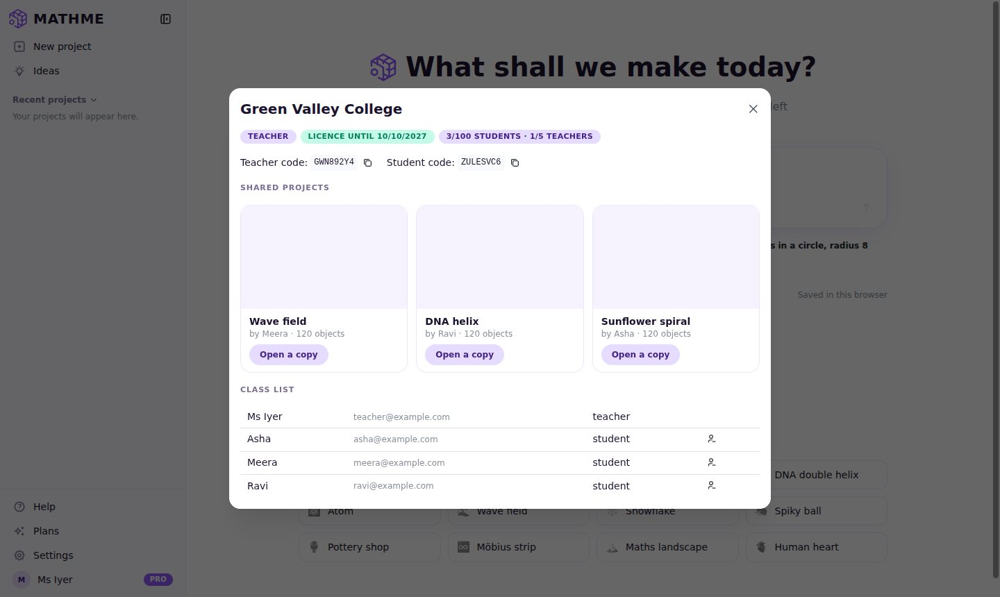 MATHME
New project
Ideas
Recent projects
Your projects will appear here.
Help
Plans
Settings
M Ms Iyer PRO
What shall we make today?
left
s in a circle, radius 8
Saved in this browser
Green Valley College
TEACHER LICENCE UNTIL 10/10/2027 3/100 STUDENTS · 1/5 TEACHERS
Teacher code: GWN892Y4 Student code: ZULESVC6
SHARED PROJECTS
Wave field
by Meera · 120 objects
Open a copy
DNA helix
by Ravi · 120 objects
Open a copy
Sunflower spiral
by Asha · 120 objects
Open a copy
CLASS LIST
Ms Iyer teacher@example.com teacher
Asha asha@example.com student
Meera meera@example.com student
Ravi ravi@example.com student
DNA double helix
Atom Wave field Snowflake Spiky ball
Pottery shop Möbius strip Maths landscape Human heart